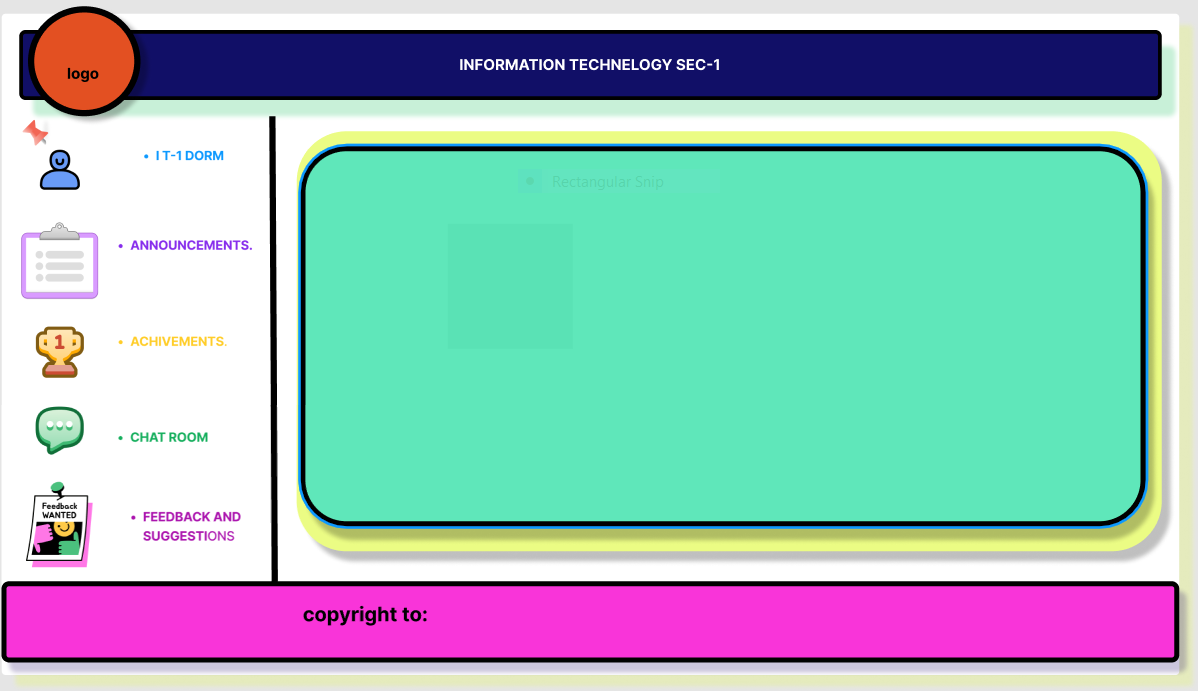 logo
INFORMATION TECHNELOGY SEC-1
• I T-1 DORM
Rectangular Snip
• ANNOUNCEMENTS.
1
• ACHIVEMENTS.
• CHAT ROOM
Feedback
WANTED
• FEEDBACK AND
SUGGESTIONS
copyright to: